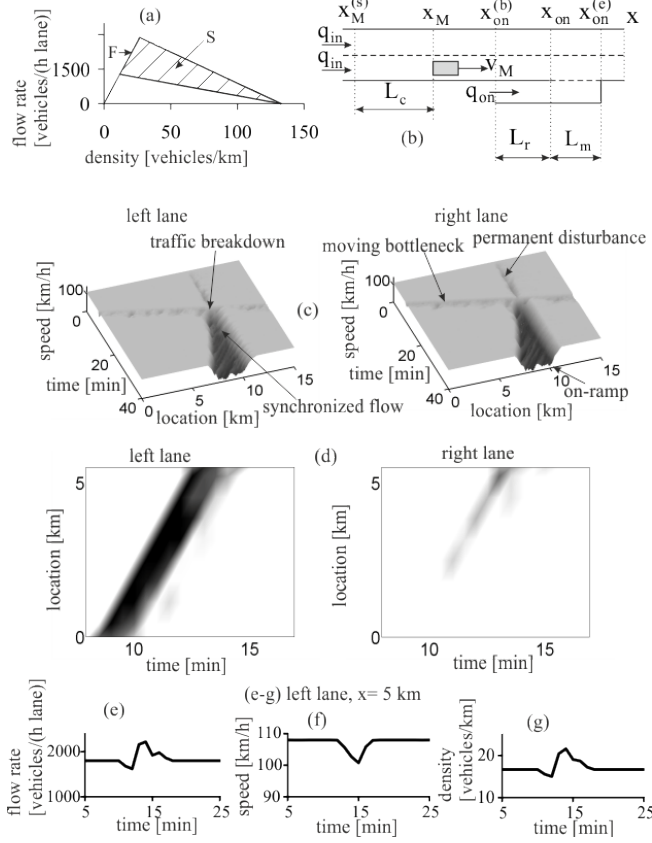 (a)
flow rate
[vehicles/(h lane)]
1500
0
F
S
0 50 100 150
density [vehicles/km]
x_M^(s) x_M x_on^(b) x_on x_on^(e) x
q_in
q_in
v_M
L_c
q_on
(b)
L_r L_m
left lane
traffic breakdown
speed [km/h]
100
0
time [min]
20
40
0 5 10 15
location [km]
synchronized flow
(c)
right lane
moving bottleneck
permanent disturbance
speed [km/h]
100
0
time [min]
20
40
0 5 10 15
location [km]
on-ramp
(d)
left lane
location [km]
5
0
10 15
time [min]
right lane
location [km]
5
0
10 15
time [min]
(e-g) left lane, x= 5 km
(e)
flow rate
[vehicles/(h lane)]
2000
1000
5 15 25
time [min]
(f)
speed [km/h]
108
100
92
5 15 25
time [min]
(g)
density
[vehicles/km]
20
10
5 15 25
time [min]